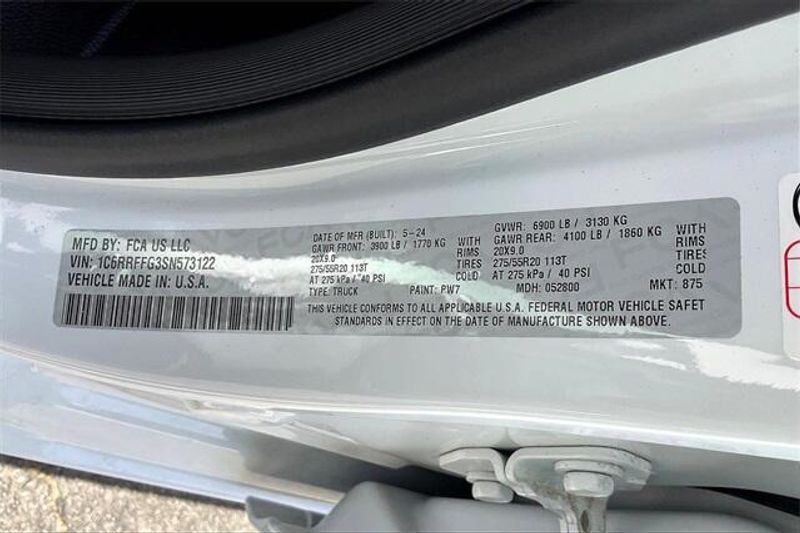 MFD BY: FCA US LLC
VIN: 1C6RRFFG3SN573122
VEHICLE MADE IN: U.S.A.
DATE OF MFR (BUILT): 5-24
GAWR FRONT: 3900 LB / 1770 KG WITH
20X9.0 RIMS
275/55R20 113T TIRES
AT 275 kPa / 40 PSI COLD
TYPE: TRUCK PAINT: PW7
GVWR: 6900 LB / 3130 KG
GAWR REAR: 4100 LB / 1860 KG WITH
20X9.0 RIMS
275/55R20 113T TIRES
AT 275 kPa / 40 PSI COLD
MDH: 052800 MKT: 875
THIS VEHICLE CONFORMS TO ALL APPLICABLE U.S.A. FEDERAL MOTOR VEHICLE SAFETY
STANDARDS IN EFFECT ON THE DATE OF MANUFACTURE SHOWN ABOVE.